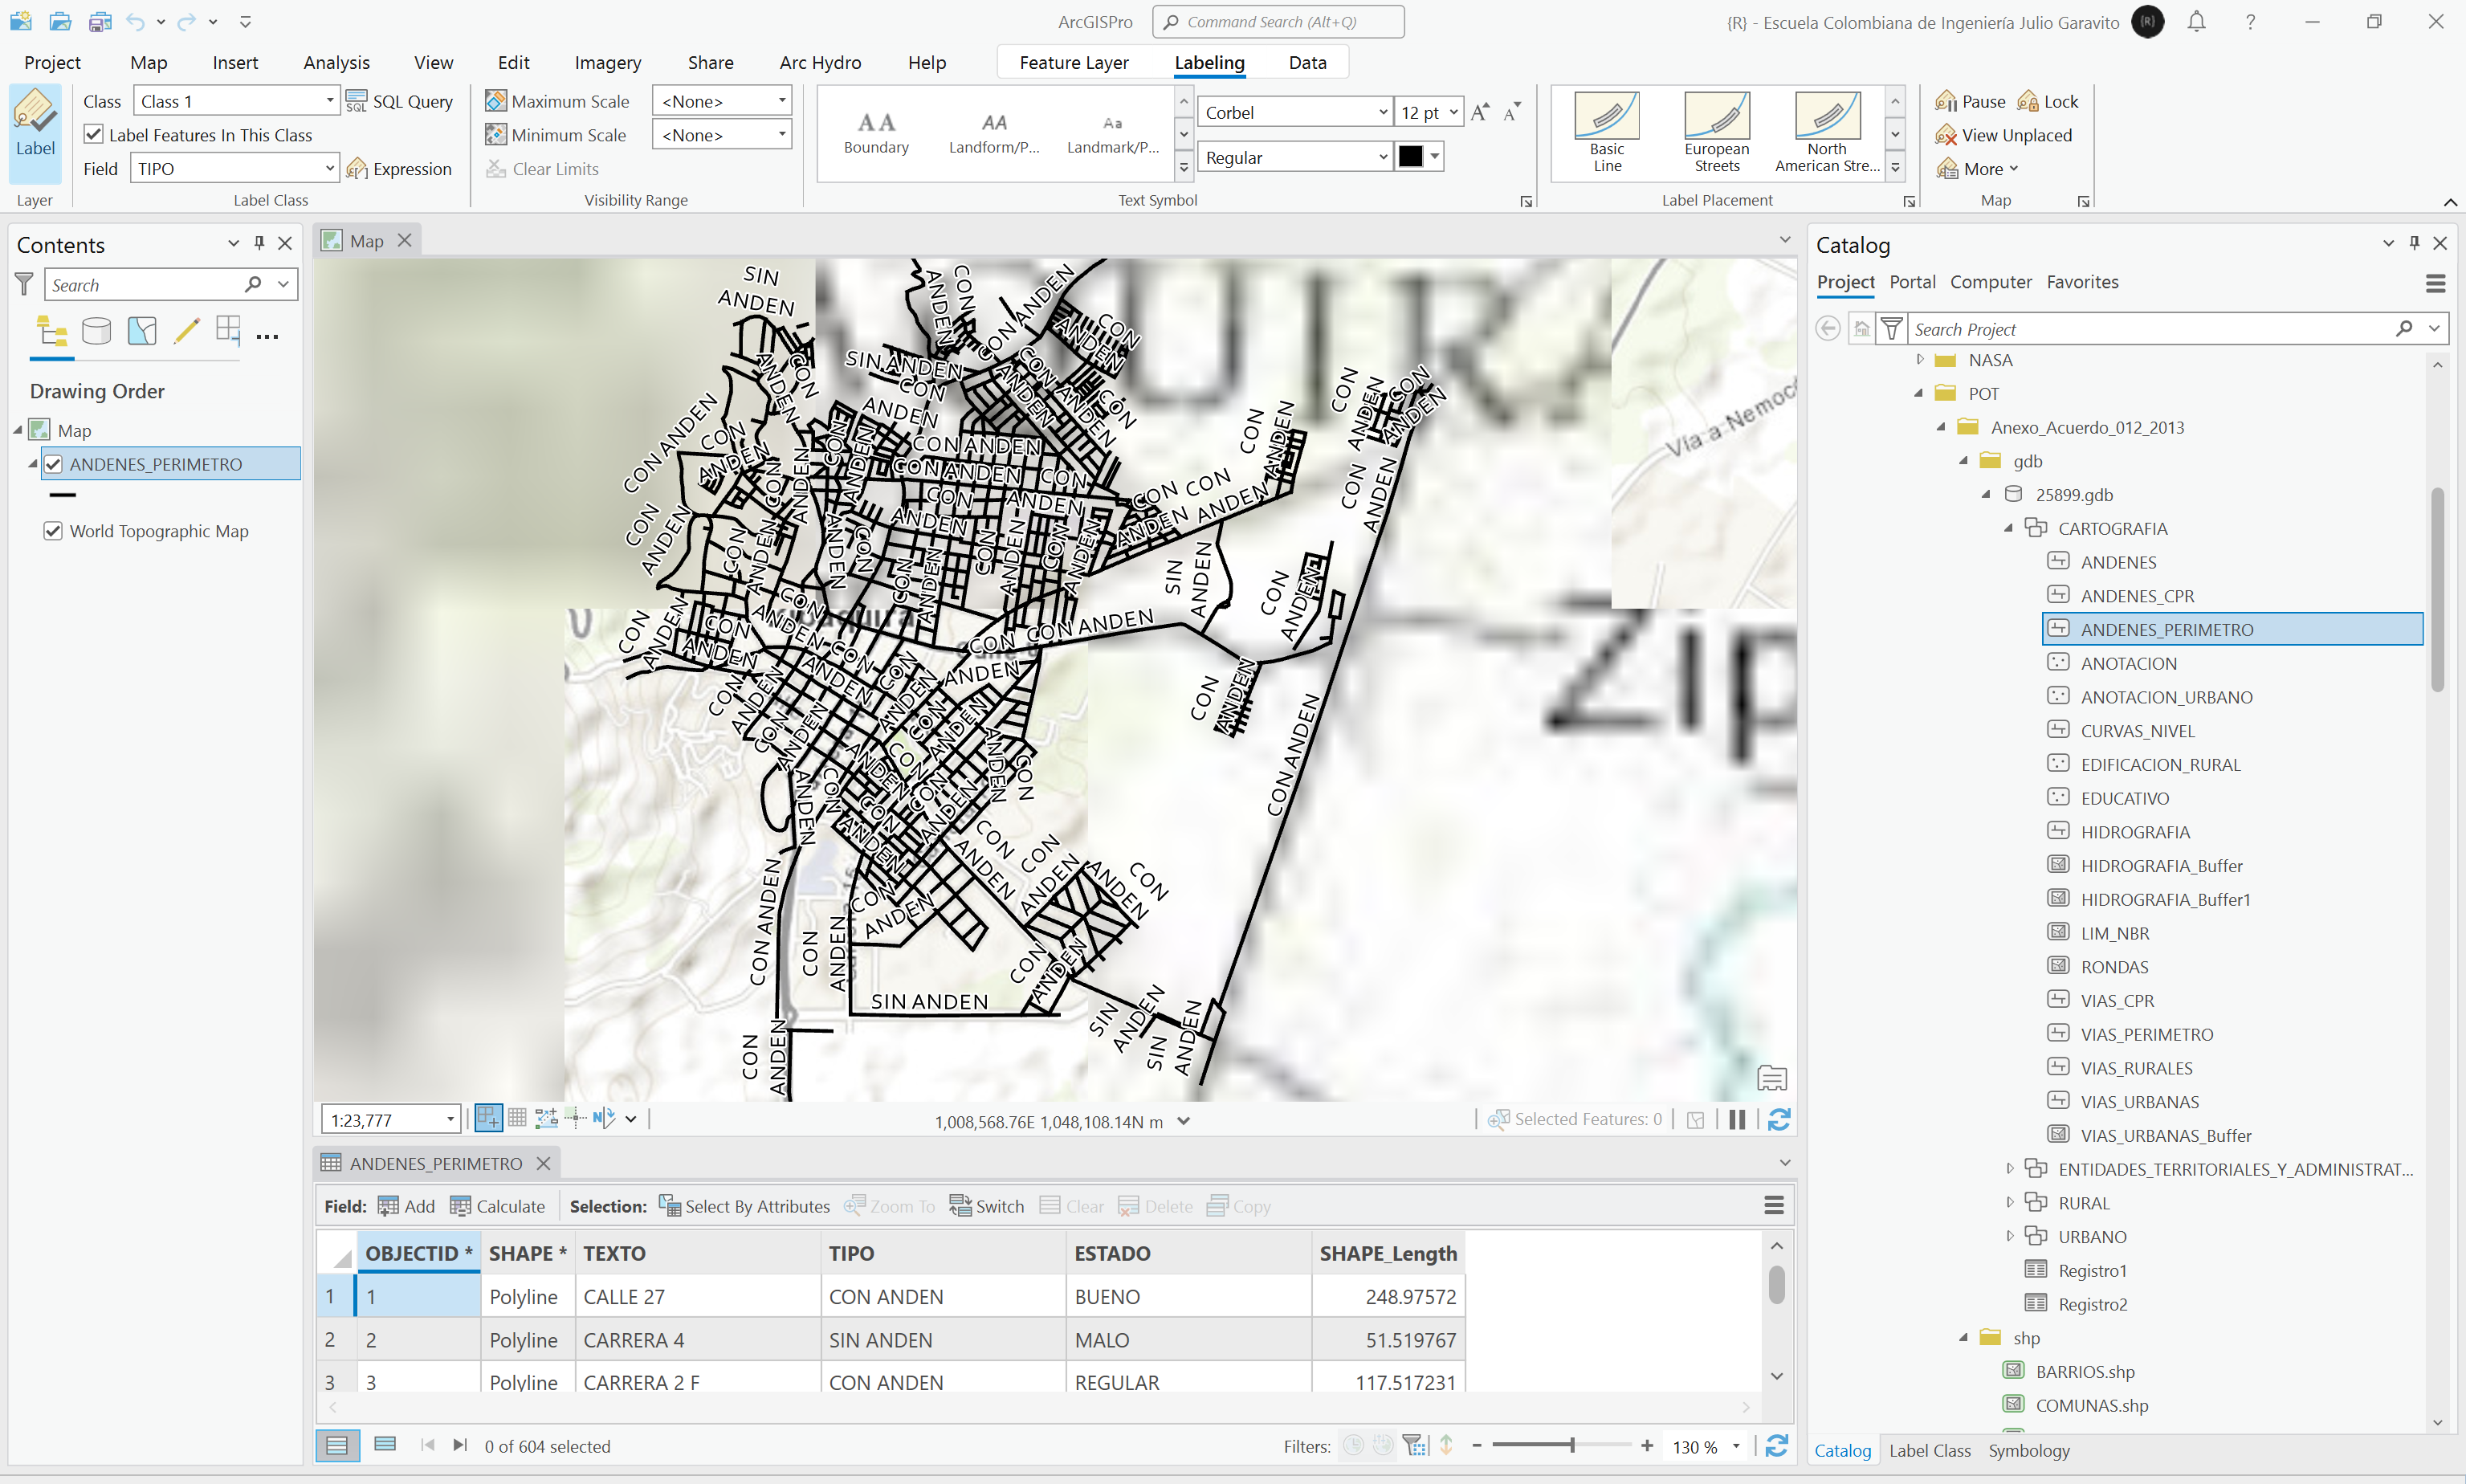 ArcGISPro
Command Search (Alt+Q)
{R} - Escuela Colombiana de Ingeniería Julio Garavito
{R}
Project Map Insert Analysis View Edit Imagery Share Arc Hydro Help Feature Layer Labeling Data
Label
Layer
Class Class 1 SQL Query
Label Features In This Class
Field TIPO Expression
Label Class
Maximum Scale <None>
Minimum Scale <None>
Clear Limits
Visibility Range
Boundary
Landform/P...
Landmark/P...
Corbel 12 pt
Regular
Text Symbol
Basic Line
European Streets
North American Stre...
Label Placement
Pause Lock
View Unplaced
More
Map
Contents
Search
Drawing Order
Map
ANDENES_PERIMETRO
World Topographic Map
Map
SIN ANDEN
CON ANDEN
Vía a Nemoc
Zip
SIN ANDEN
1:23,777
1,008,568.76E 1,048,108.14N m
Selected Features: 0
ANDENES_PERIMETRO
Field: Add Calculate Selection: Select By Attributes Zoom To Switch Clear Delete Copy
OBJECTID * SHAPE * TEXTO TIPO ESTADO SHAPE_Length
1 1 Polyline CALLE 27 CON ANDEN BUENO 248.97572
2 2 Polyline CARRERA 4 SIN ANDEN MALO 51.519767
3 3 Polyline CARRERA 2 F CON ANDEN REGULAR 117.517231
0 of 604 selected
Filters:
130 %
Catalog
Project Portal Computer Favorites
Search Project
NASA
POT
Anexo_Acuerdo_012_2013
gdb
25899.gdb
CARTOGRAFIA
ANDENES
ANDENES_CPR
ANDENES_PERIMETRO
ANOTACION
ANOTACION_URBANO
CURVAS_NIVEL
EDIFICACION_RURAL
EDUCATIVO
HIDROGRAFIA
HIDROGRAFIA_Buffer
HIDROGRAFIA_Buffer1
LIM_NBR
RONDAS
VIAS_CPR
VIAS_PERIMETRO
VIAS_RURALES
VIAS_URBANAS
VIAS_URBANAS_Buffer
ENTIDADES_TERRITORIALES_Y_ADMINISTRAT...
RURAL
URBANO
Registro1
Registro2
shp
BARRIOS.shp
COMUNAS.shp
Catalog Label Class Symbology